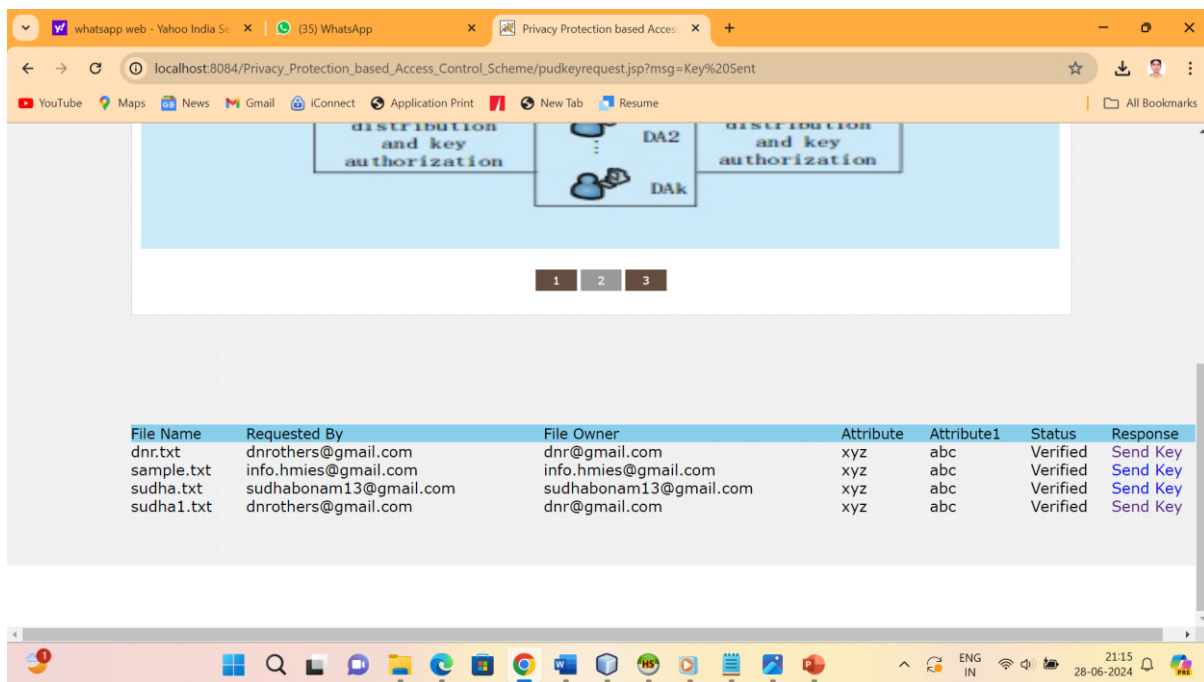 whatsapp web - Yahoo India Se
(35) WhatsApp
Privacy Protection based Access
localhost:8084/Privacy_Protection_based_Access_Control_Scheme/pudkeyrequest.jsp?msg=Key%20Sent
YouTube Maps News Gmail iConnect Application Print New Tab Resume All Bookmarks
distribution and key authorization
DA2
DAk
distribution and key authorization
1 2 3
File Name Requested By File Owner Attribute Attribute1 Status Response
dnr.txt dnrothers@gmail.com dnr@gmail.com xyz abc Verified Send Key
sample.txt info.hmies@gmail.com info.hmies@gmail.com xyz abc Verified Send Key
sudha.txt sudhabonam13@gmail.com sudhabonam13@gmail.com xyz abc Verified Send Key
sudha1.txt dnrothers@gmail.com dnr@gmail.com xyz abc Verified Send Key
1
ENG
IN
21:15
28-06-2024